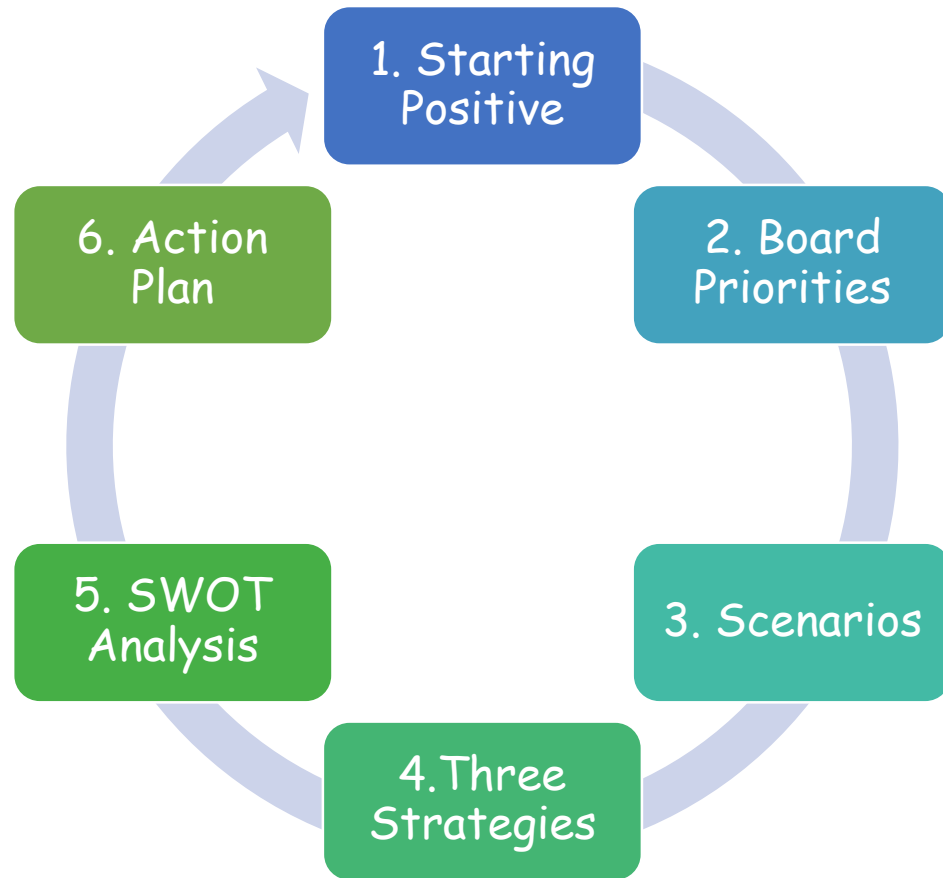 1. Starting
Positive
2. Board
Priorities
3. Scenarios
4.Three
Strategies
5. SWOT
Analysis
6. Action
Plan